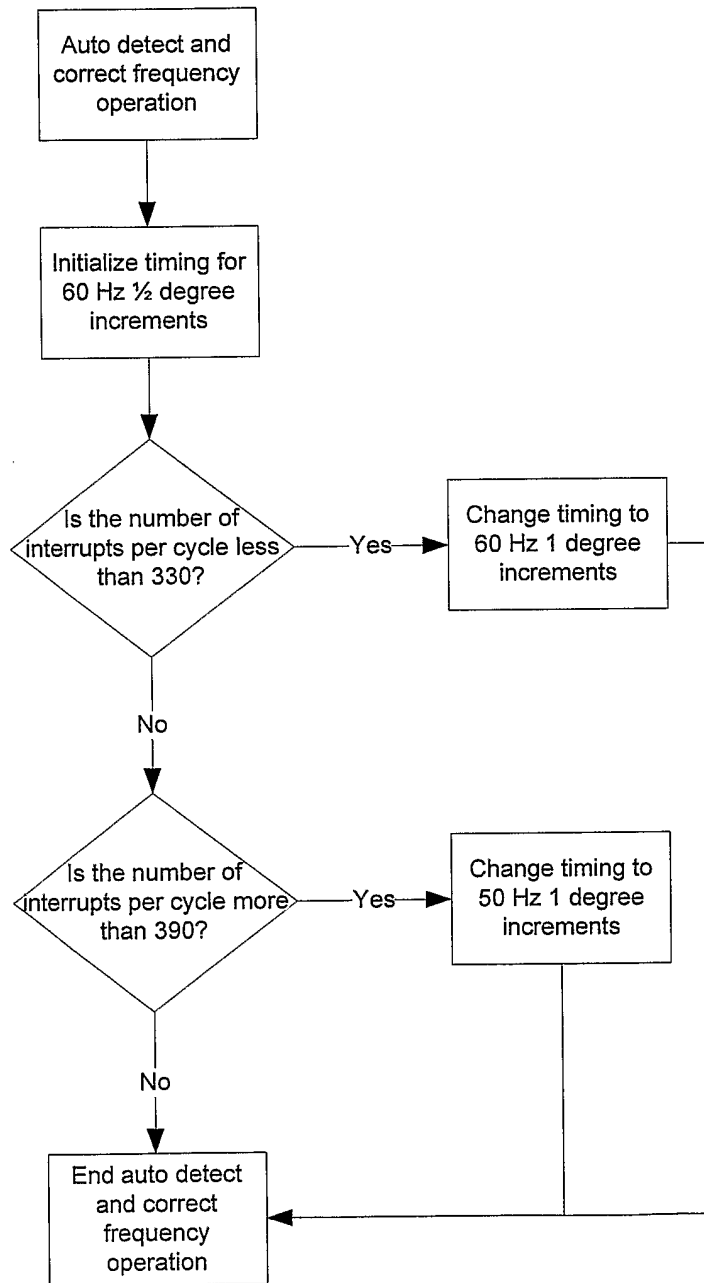 Auto detect and
correct frequency
operation
Initialize timing for
60 Hz ½ degree
increments
Is the number of
interrupts per cycle less
than 330?
Yes
Change timing to
60 Hz 1 degree
increments
No
Is the number of
interrupts per cycle more
than 390?
Yes
Change timing to
50 Hz 1 degree
increments
No
End auto detect
and correct
frequency
operation